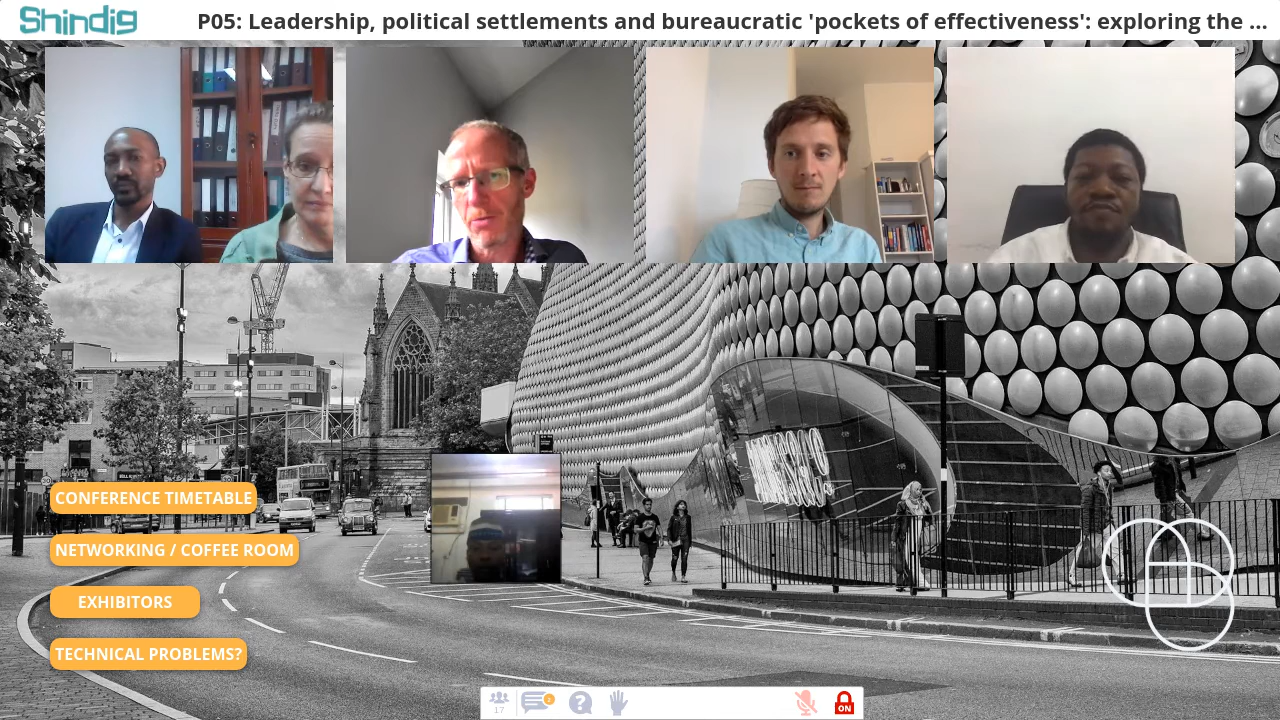 Shindig
P05: Leadership, political settlements and bureaucratic 'pockets of effectiveness': exploring the ...
CONFERENCE TIMETABLE
NETWORKING / COFFEE ROOM
EXHIBITORS
TECHNICAL PROBLEMS?
17
ON